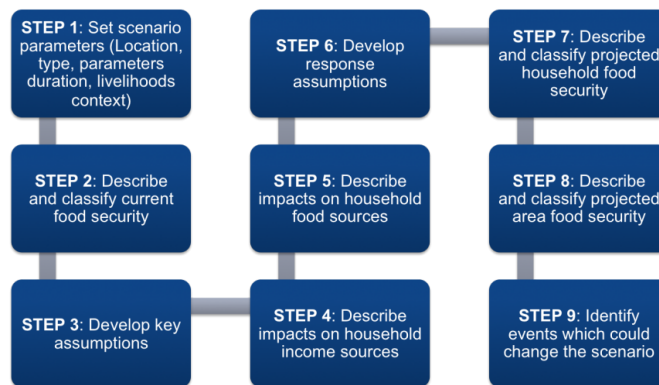 STEP 1: Set scenario
parameters (Location,
type, parameters
duration, livelihoods
context)
STEP 2: Describe
and classify current
food security
STEP 3: Develop key
assumptions
STEP 4: Describe
impacts on household
income sources
STEP 5: Describe
impacts on household
food sources
STEP 6: Develop
response
assumptions
STEP 7: Describe
and classify projected
household food
security
STEP 8: Describe
and classify projected
area food security
STEP 9: Identify
events which could
change the scenario